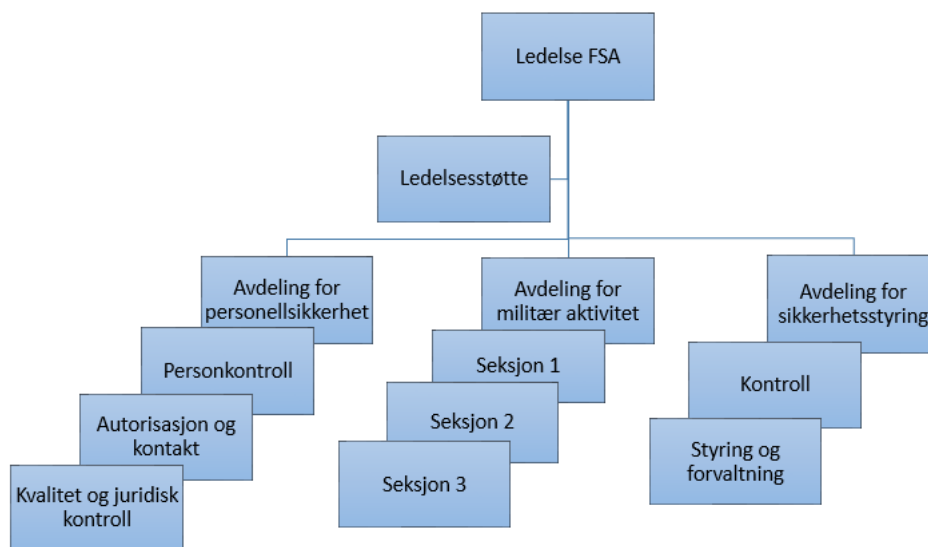 Ledelse FSA
Ledelsesstøtte
Avdeling for
personellsikkerhet
Personkontroll
Autorisasjon og
kontakt
Kvalitet og juridisk
kontroll
Avdeling for
militær aktivitet
Seksjon 1
Seksjon 2
Seksjon 3
Avdeling for
sikkerhetsstyring
Kontroll
Styring og
forvaltning